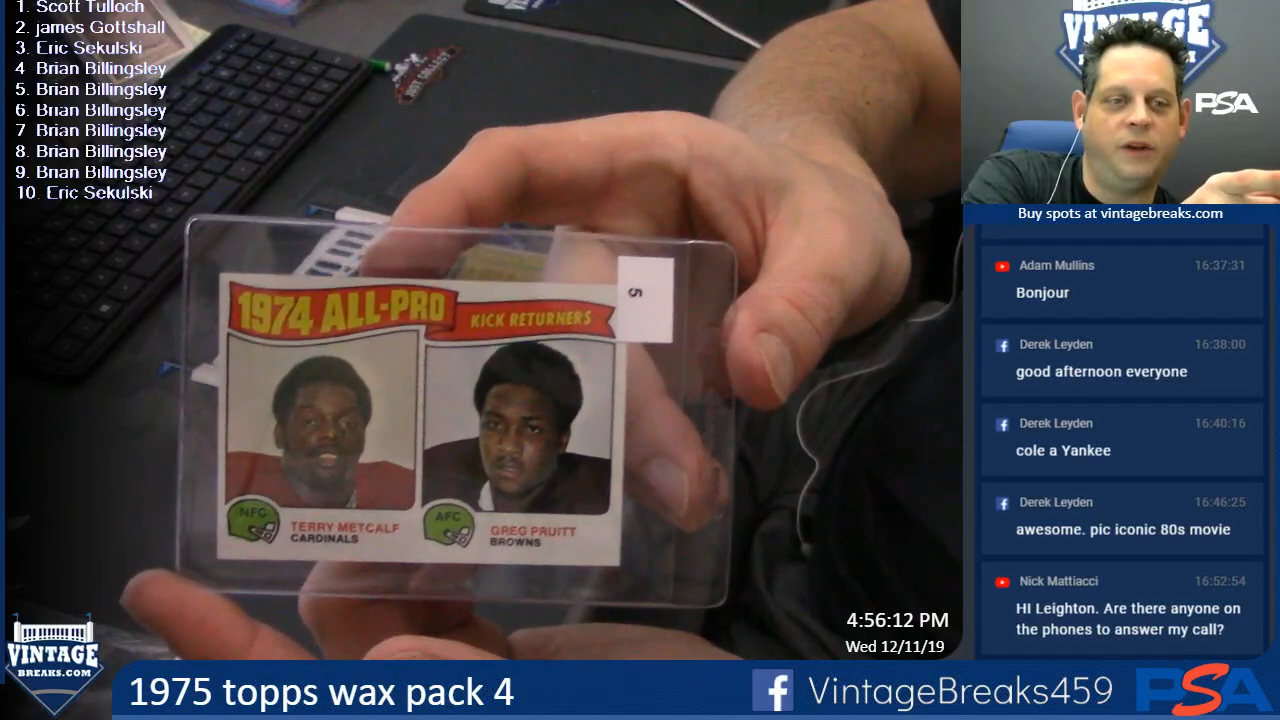 1. Scott Tulloch
2. james Gottshall
3. Eric Sekulski
4 Brian Billingsley
5. Brian Billingsley
6. Brian Billingsley
7 Brian Billingsley
8. Brian Billingsley
9. Brian Billingsley
10. Eric Sekulski
JUST COLLECT
VINTAGE
PSA
Buy spots at vintagebreaks.com
Adam Mullins 16:37:31
Bonjour
Derek Leyden 16:38:00
good afternoon everyone
Derek Leyden 16:40:16
cole a Yankee
Derek Leyden 16:46:25
awesome. pic iconic 80s movie
Nick Mattiacci 16:52:54
HI Leighton. Are there anyone on
the phones to answer my call?
5
1974 ALL-PRO KICK RETURNERS
NFC
TERRY METCALF
CARDINALS
AFC
GREG PRUITT
BROWNS
4:56:12 PM
Wed 12/11/19
VINTAGE
BREAKS.COM
1975 topps wax pack 4
f VintageBreaks459
PSA